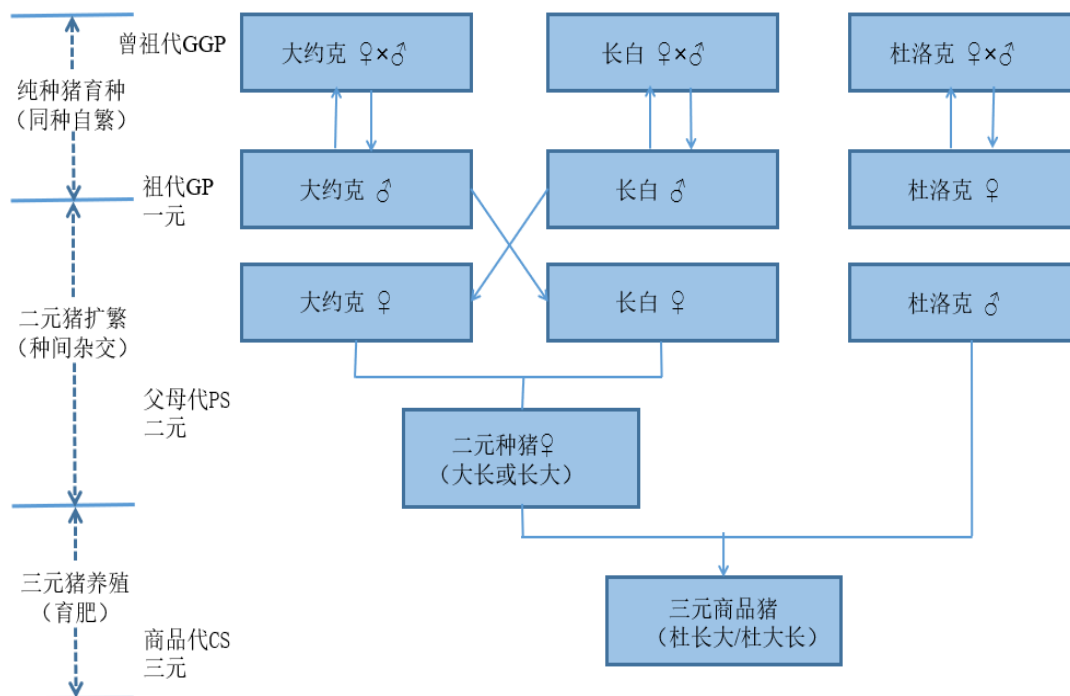 曾祖代GGP
大约克 ♀×♂
长白 ♀×♂
杜洛克 ♀×♂
纯种猪育种
（同种自繁）
祖代GP
一元
大约克 ♂
长白 ♂
杜洛克 ♀
大约克 ♀
长白 ♀
杜洛克 ♂
二元猪扩繁
(种间杂交)
父母代PS
二元
二元种猪♀
（大长或长大）
三元猪养殖
（育肥）
三元商品猪
（杜长大/杜大长）
商品代CS
三元